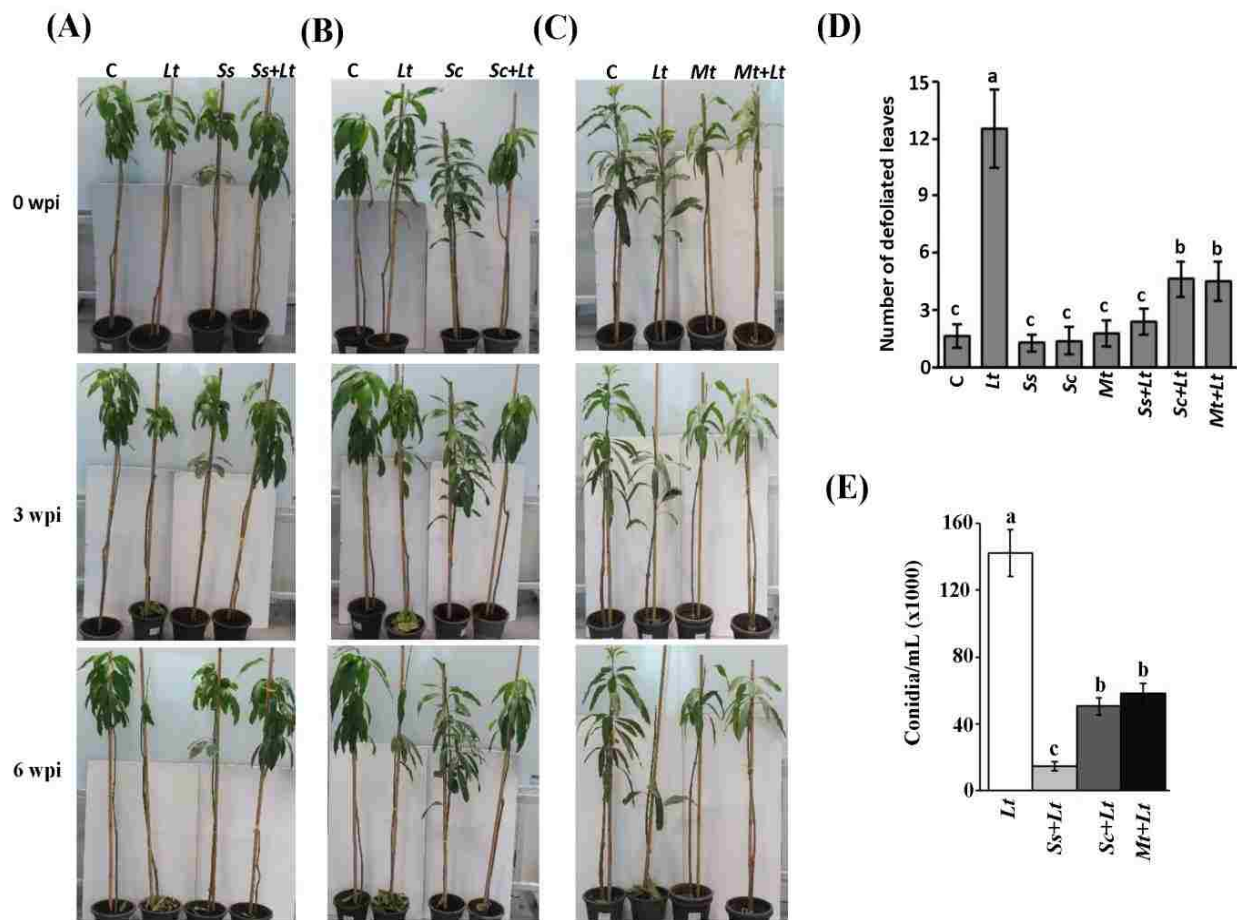 (A)
C Lt Ss Ss+Lt
(B)
C Lt Sc Sc+Lt
(C)
C Lt Mt Mt+Lt
0 wpi
3 wpi
6 wpi
(D)
Number of defoliated leaves
15
12
9
6
3
0
a
c
c
c
c
c
b
b
C Lt Ss Sc Mt Ss+Lt Sc+Lt Mt+Lt
(E)
Conidia/mL (x1000)
160
120
80
40
0
a
c
b
b
Lt Ss+Lt Sc+Lt Mt+Lt